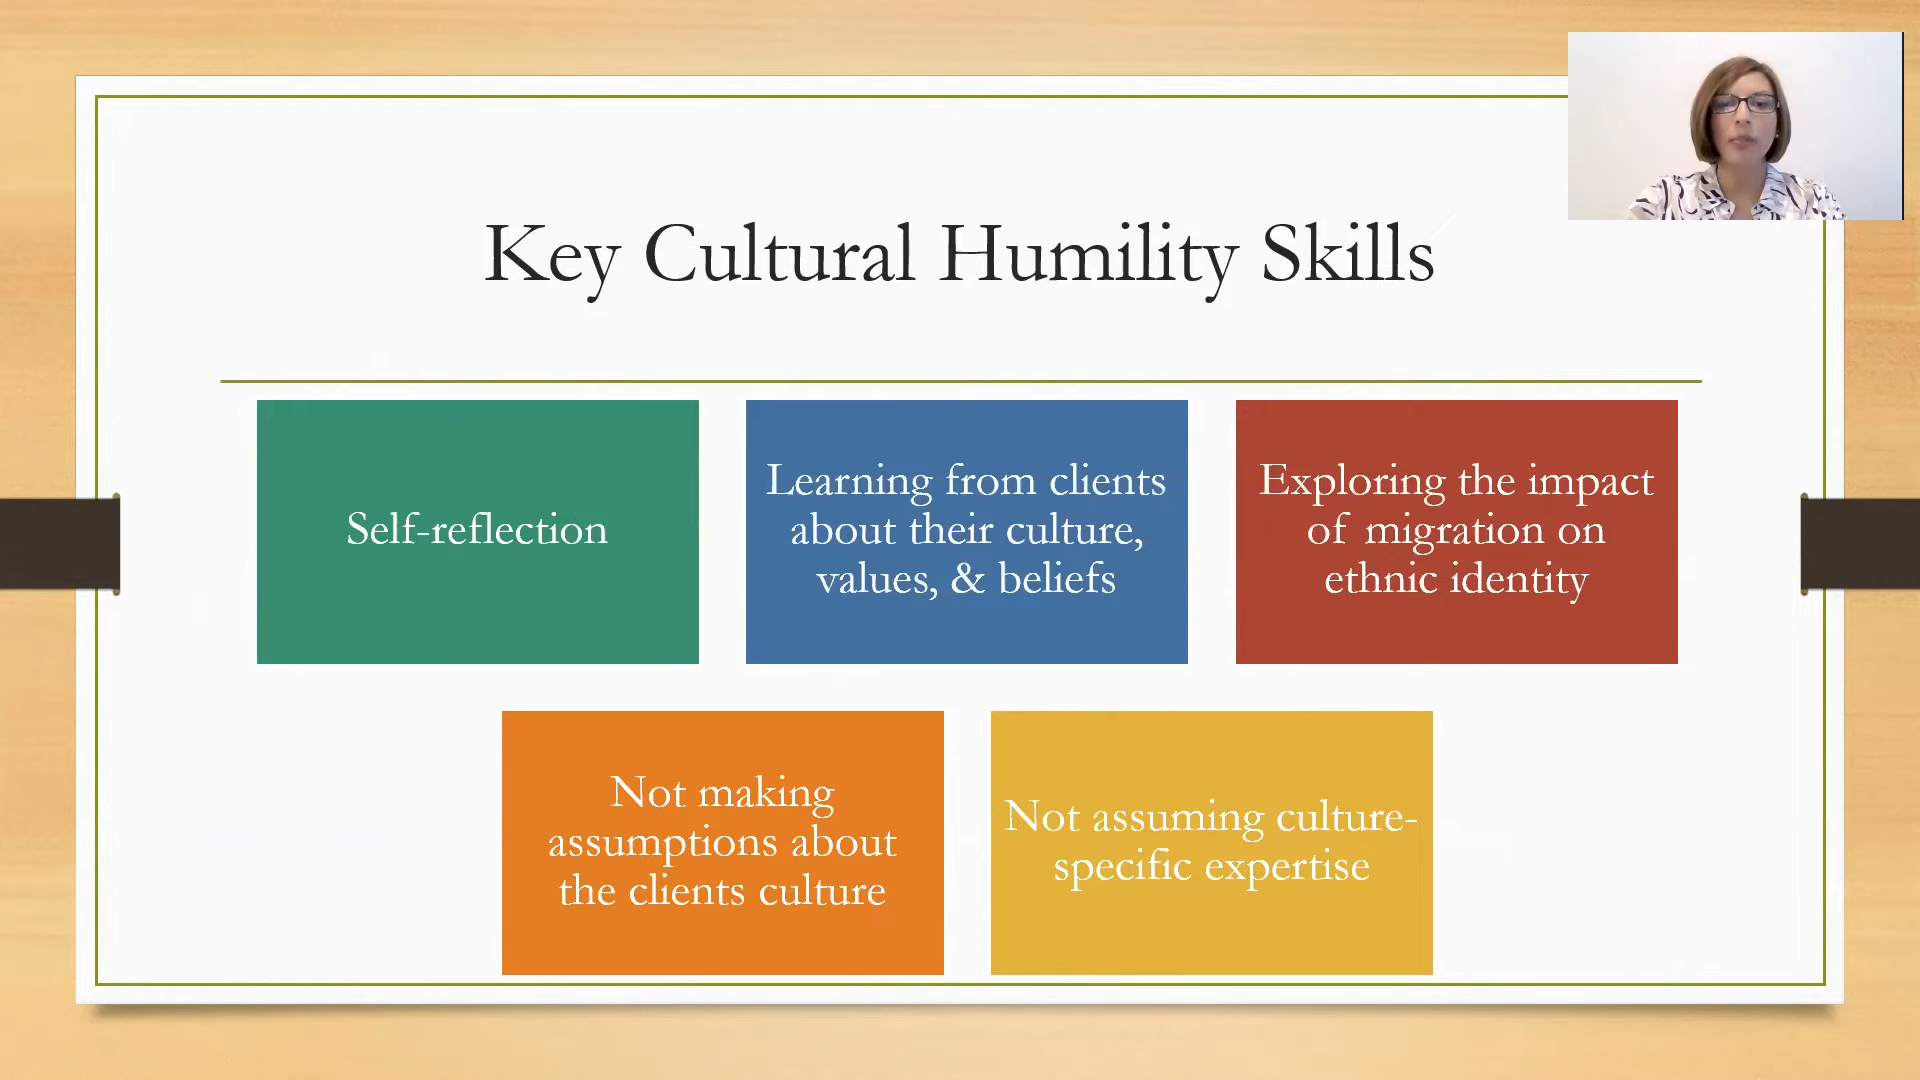 Key Cultural Humility Skills
Self-reflection
Learning from clients
about their culture,
values, & beliefs
Exploring the impact
of migration on
ethnic identity
Not making
assumptions about
the clients culture
Not assuming culture-
specific expertise